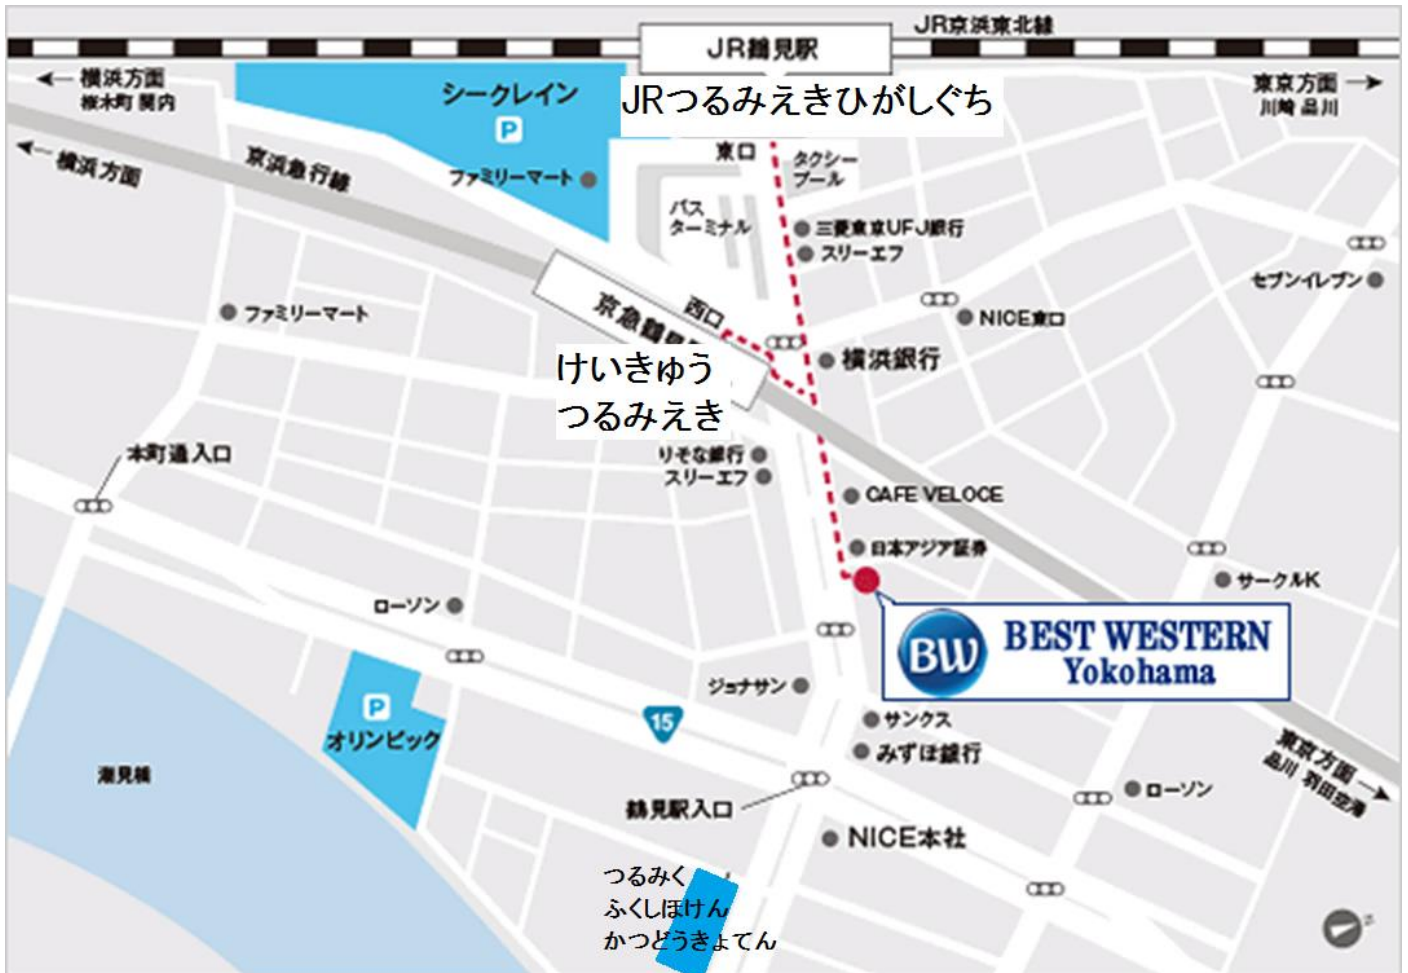 JR京浜東北線
JR鶴見駅
横浜方面
桜木町 関内
シークレイン
P
JRつるみえきひがしぐち
東京方面
川崎 品川
横浜方面
京浜急行線
ファミリーマート
東口
タクシー
プール
バス
ターミナル
三菱東京UFJ銀行
スリーエフ
セブンイレブン
ファミリーマート
西口
NICE東口
横浜銀行
京急鶴見
けいきゅう
つるみえき
本町通入口
りそな銀行
スリーエフ
CAFE VELOCE
日本アジア証券
サークルK
ローソン
BW
BEST WESTERN
Yokohama
ジョナサン
P
オリンピック
15
サンクス
みずほ銀行
東京方面
品川 羽田空港
潮見橋
ローソン
鶴見駅入口
NICE本社
つるみく
ふくしほけん
かつどうきょてん